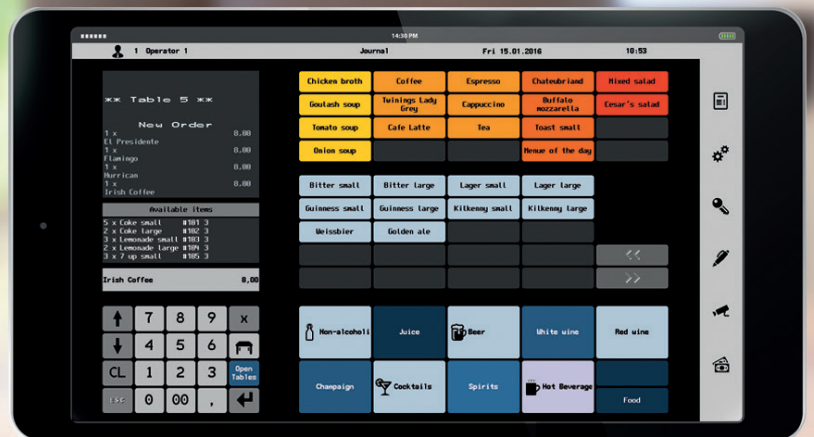 14:30 PM
1 Operator 1
Journal
Fri 15.01.2016
10:53
** Table 5 **
New Order
1 x 8,00
El Presidente
1 x 8,00
Flamingo
1 x 8,00
Hurrican
1 x 8,00
Irish Coffee
Available items
5 x Coke small #101 3
2 x Coke large #102 3
3 x Lemonade small #103 3
2 x Lemonade large #104 3
3 x 7 up small #105 3
Irish Coffee 8,00
7 8 9 x
4 5 6
CL 1 2 3 Open
Tables
ESC 0 00 ,
Chicken broth
Coffee
Espresso
Chateubriand
Mixed salad
Goulash soup
Twinings Lady
Grey
Cappuccino
Buffalo
mozzarella
Cesar's salad
Tomato soup
Cafe Latte
Tea
Toast small
Onion soup
Menue of the day
Bitter small
Bitter large
Lager small
Lager large
Guinness small
Guinness large
Kilkenny small
Kilkenny large
Weissbier
Golden ale
<<
>>
Non-alcoholi
Juice
Beer
White wine
Red wine
Champaign
Cocktails
Spirits
Hot Beverage
Food